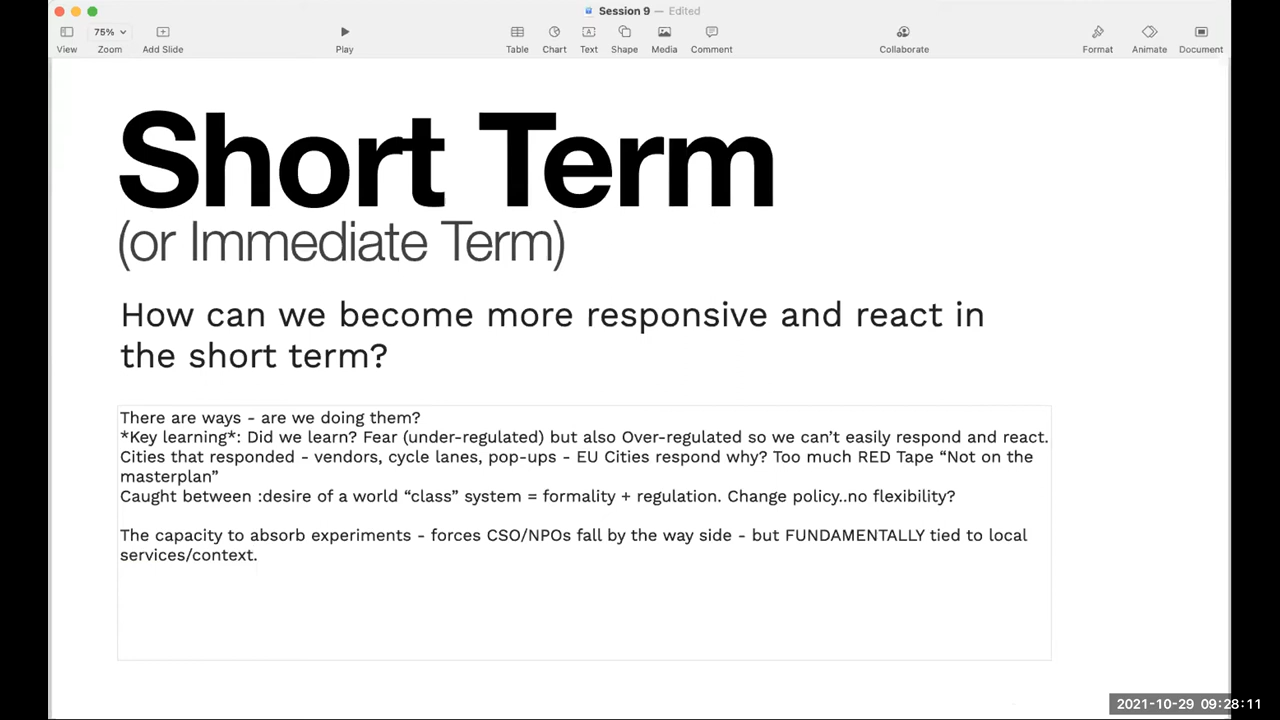 Session 9 — Edited
75%
View Zoom Add Slide Play Table Chart Text Shape Media Comment Collaborate Format Animate Document
Short Term
(or Immediate Term)
How can we become more responsive and react in
the short term?
There are ways - are we doing them?
*Key learning*: Did we learn? Fear (under-regulated) but also Over-regulated so we can’t easily respond and react.
Cities that responded - vendors, cycle lanes, pop-ups - EU Cities respond why? Too much RED Tape “Not on the
masterplan”
Caught between :desire of a world “class” system = formality + regulation. Change policy..no flexibility?
The capacity to absorb experiments - forces CSO/NPOs fall by the way side - but FUNDAMENTALLY tied to local
services/context.
2021-10-29 09:28:11